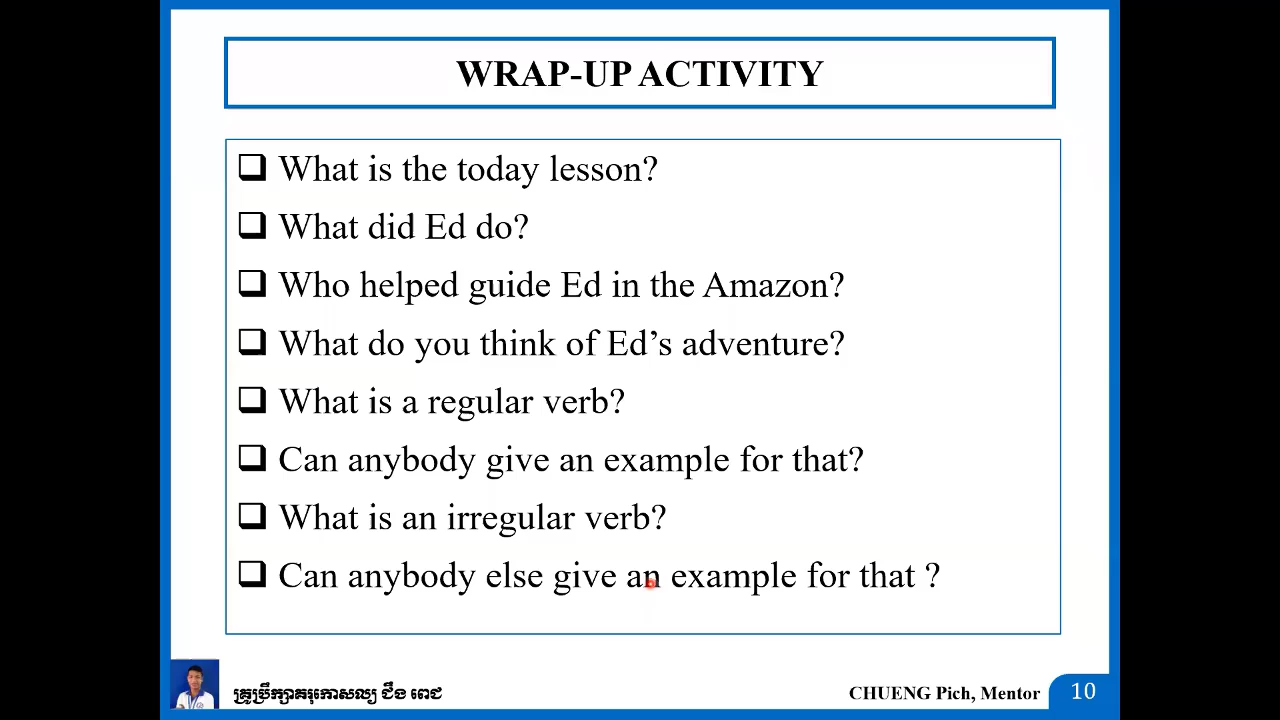 WRAP-UP ACTIVITY
What is the today lesson?
What did Ed do?
Who helped guide Ed in the Amazon?
What do you think of Ed’s adventure?
What is a regular verb?
Can anybody give an example for that?
What is an irregular verb?
Can anybody else give an example for that ?
គ្រូប្រឹក្សាគរុកោសល្យ ជឹង ពេជ
CHUENG Pich, Mentor
10